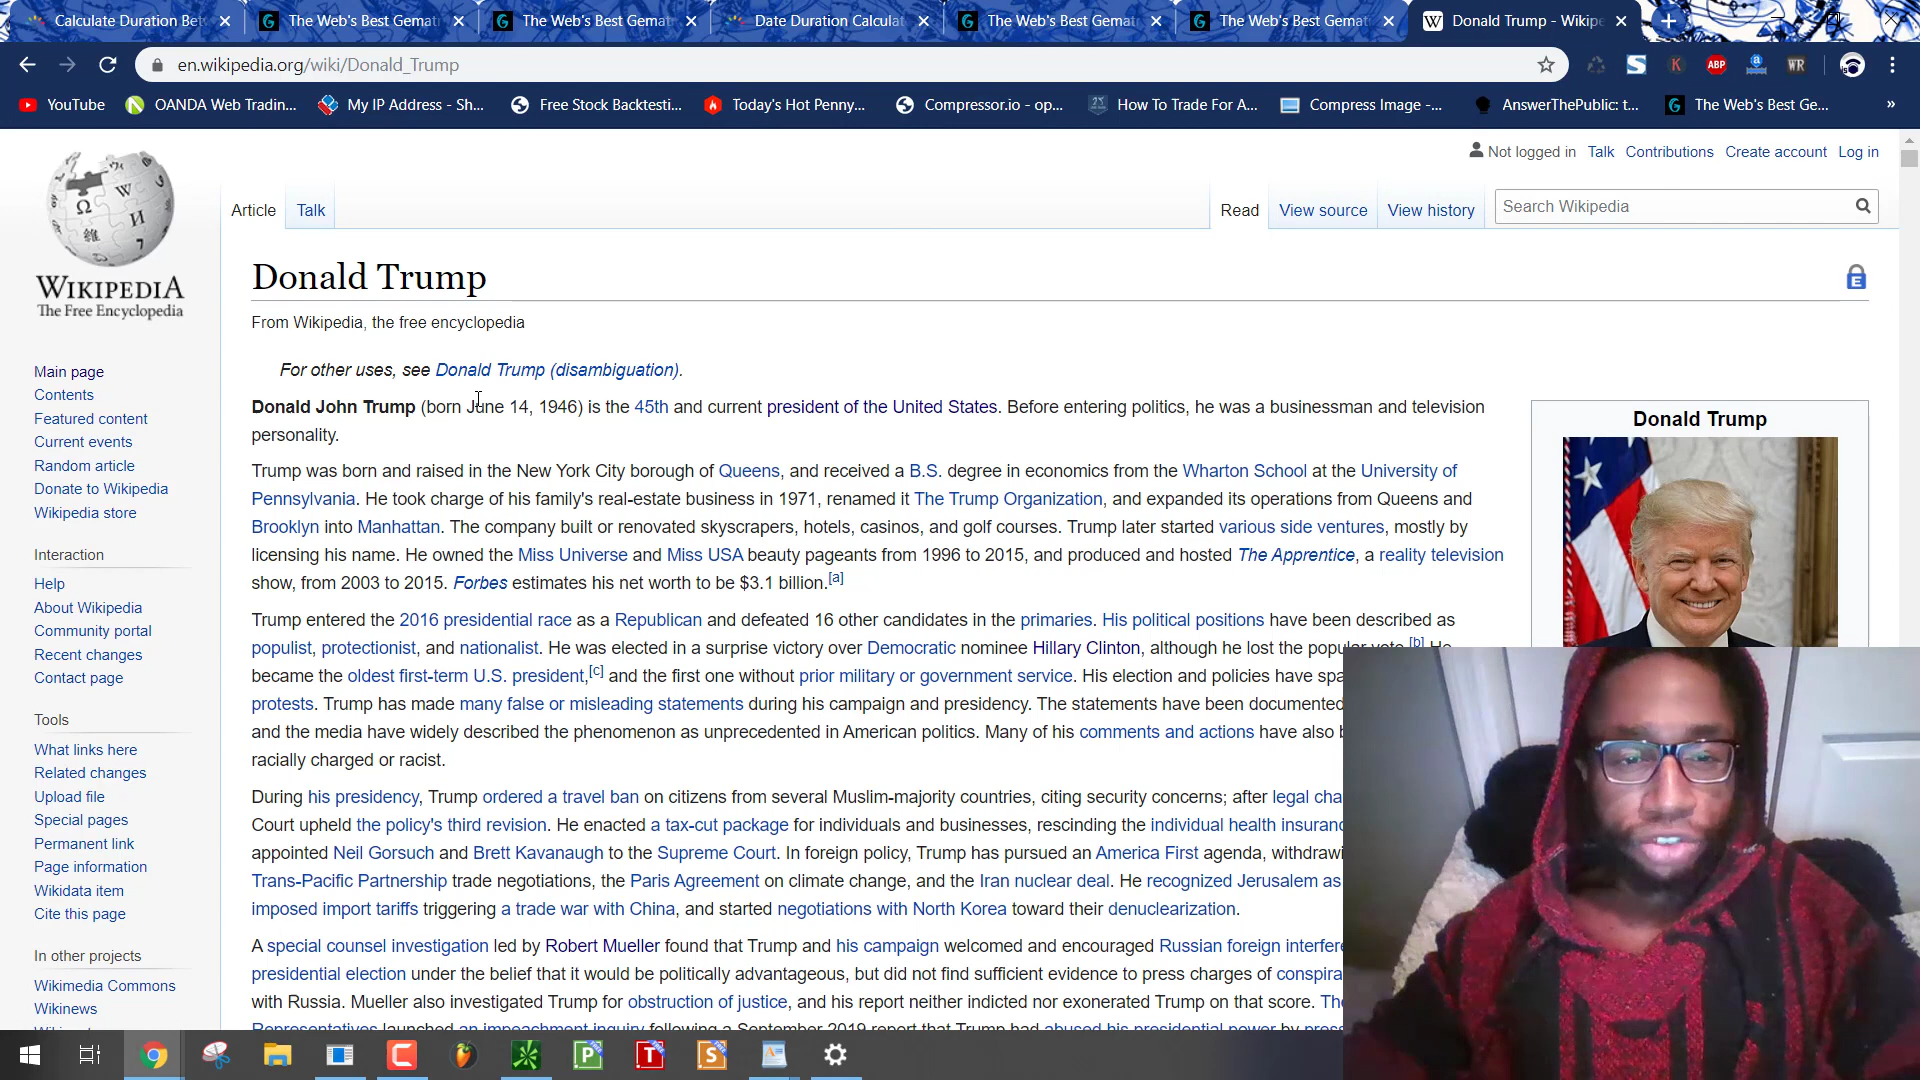 Calculate Duration Bet
The Web's Best Gemat
The Web's Best Gemat
Date Duration Calculat
The Web's Best Gemat
The Web's Best Gemat
Donald Trump - Wikipe
en.wikipedia.org/wiki/Donald_Trump
ABP
WR
YouTube
OANDA Web Tradin...
My IP Address - Sh...
Free Stock Backtesti...
Today's Hot Penny...
Compressor.io - op...
How To Trade For A...
Compress Image -...
AnswerThePublic: t...
The Web's Best Ge...
»
Not logged in Talk Contributions Create account Log in
WIKIPEDIA
The Free Encyclopedia
Article Talk
Read View source View history
Search Wikipedia
Main page
Contents
Featured content
Current events
Random article
Donate to Wikipedia
Wikipedia store
Interaction
Help
About Wikipedia
Community portal
Recent changes
Contact page
Tools
What links here
Related changes
Upload file
Special pages
Permanent link
Page information
Wikidata item
Cite this page
In other projects
Wikimedia Commons
Wikinews
Donald Trump
From Wikipedia, the free encyclopedia
For other uses, see Donald Trump (disambiguation).
Donald John Trump (born June 14, 1946) is the 45th and current president of the United States. Before entering politics, he was a businessman and television
personality.
Trump was born and raised in the New York City borough of Queens, and received a B.S. degree in economics from the Wharton School at the University of
Pennsylvania. He took charge of his family's real-estate business in 1971, renamed it The Trump Organization, and expanded its operations from Queens and
Brooklyn into Manhattan. The company built or renovated skyscrapers, hotels, casinos, and golf courses. Trump later started various side ventures, mostly by
licensing his name. He owned the Miss Universe and Miss USA beauty pageants from 1996 to 2015, and produced and hosted The Apprentice, a reality television
show, from 2003 to 2015. Forbes estimates his net worth to be $3.1 billion.[a]
Trump entered the 2016 presidential race as a Republican and defeated 16 other candidates in the primaries. His political positions have been described as
populist, protectionist, and nationalist. He was elected in a surprise victory over Democratic nominee Hillary Clinton, although he lost the popular vote.[b] He
became the oldest first-term U.S. president,[c] and the first one without prior military or government service. His election and policies have spa
protests. Trump has made many false or misleading statements during his campaign and presidency. The statements have been documented
and the media have widely described the phenomenon as unprecedented in American politics. Many of his comments and actions have also b
racially charged or racist.
During his presidency, Trump ordered a travel ban on citizens from several Muslim-majority countries, citing security concerns; after legal cha
Court upheld the policy's third revision. He enacted a tax-cut package for individuals and businesses, rescinding the individual health insuranc
appointed Neil Gorsuch and Brett Kavanaugh to the Supreme Court. In foreign policy, Trump has pursued an America First agenda, withdrawi
Trans-Pacific Partnership trade negotiations, the Paris Agreement on climate change, and the Iran nuclear deal. He recognized Jerusalem as
imposed import tariffs triggering a trade war with China, and started negotiations with North Korea toward their denuclearization.
A special counsel investigation led by Robert Mueller found that Trump and his campaign welcomed and encouraged Russian foreign interfere
presidential election under the belief that it would be politically advantageous, but did not find sufficient evidence to press charges of conspira
with Russia. Mueller also investigated Trump for obstruction of justice, and his report neither indicted nor exonerated Trump on that score. The
Representatives launched an impeachment inquiry following a September 2019 report that Trump had abused his presidential power by press
Donald Trump